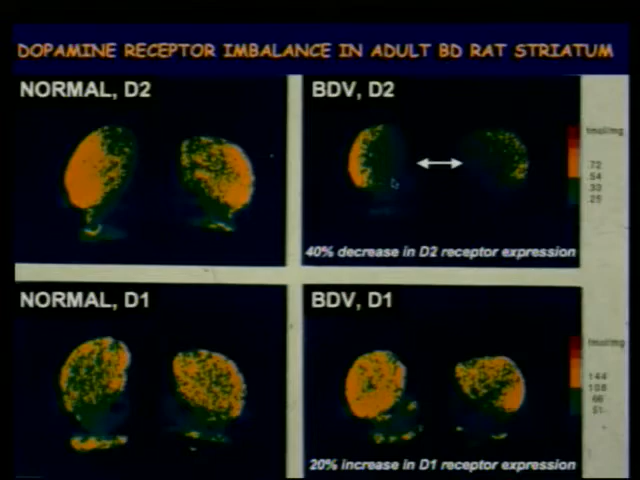 DOPAMINE RECEPTOR IMBALANCE IN ADULT BD RAT STRIATUM
NORMAL, D2
BDV, D2
fmol/mg
.72
.54
.33
.25
40% decrease in D2 receptor expression
NORMAL, D1
BDV, D1
fmol/mg
144
108
66
20% increase in D1 receptor expression